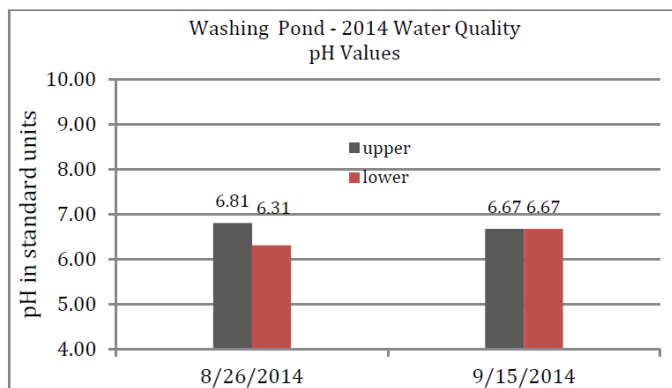 Washing Pond - 2014 Water Quality
pH Values
10.00
9.00
8.00
7.00
6.00
5.00
4.00
pH in standard units
upper
lower
6.81
6.31
6.67 6.67
8/26/2014
9/15/2014